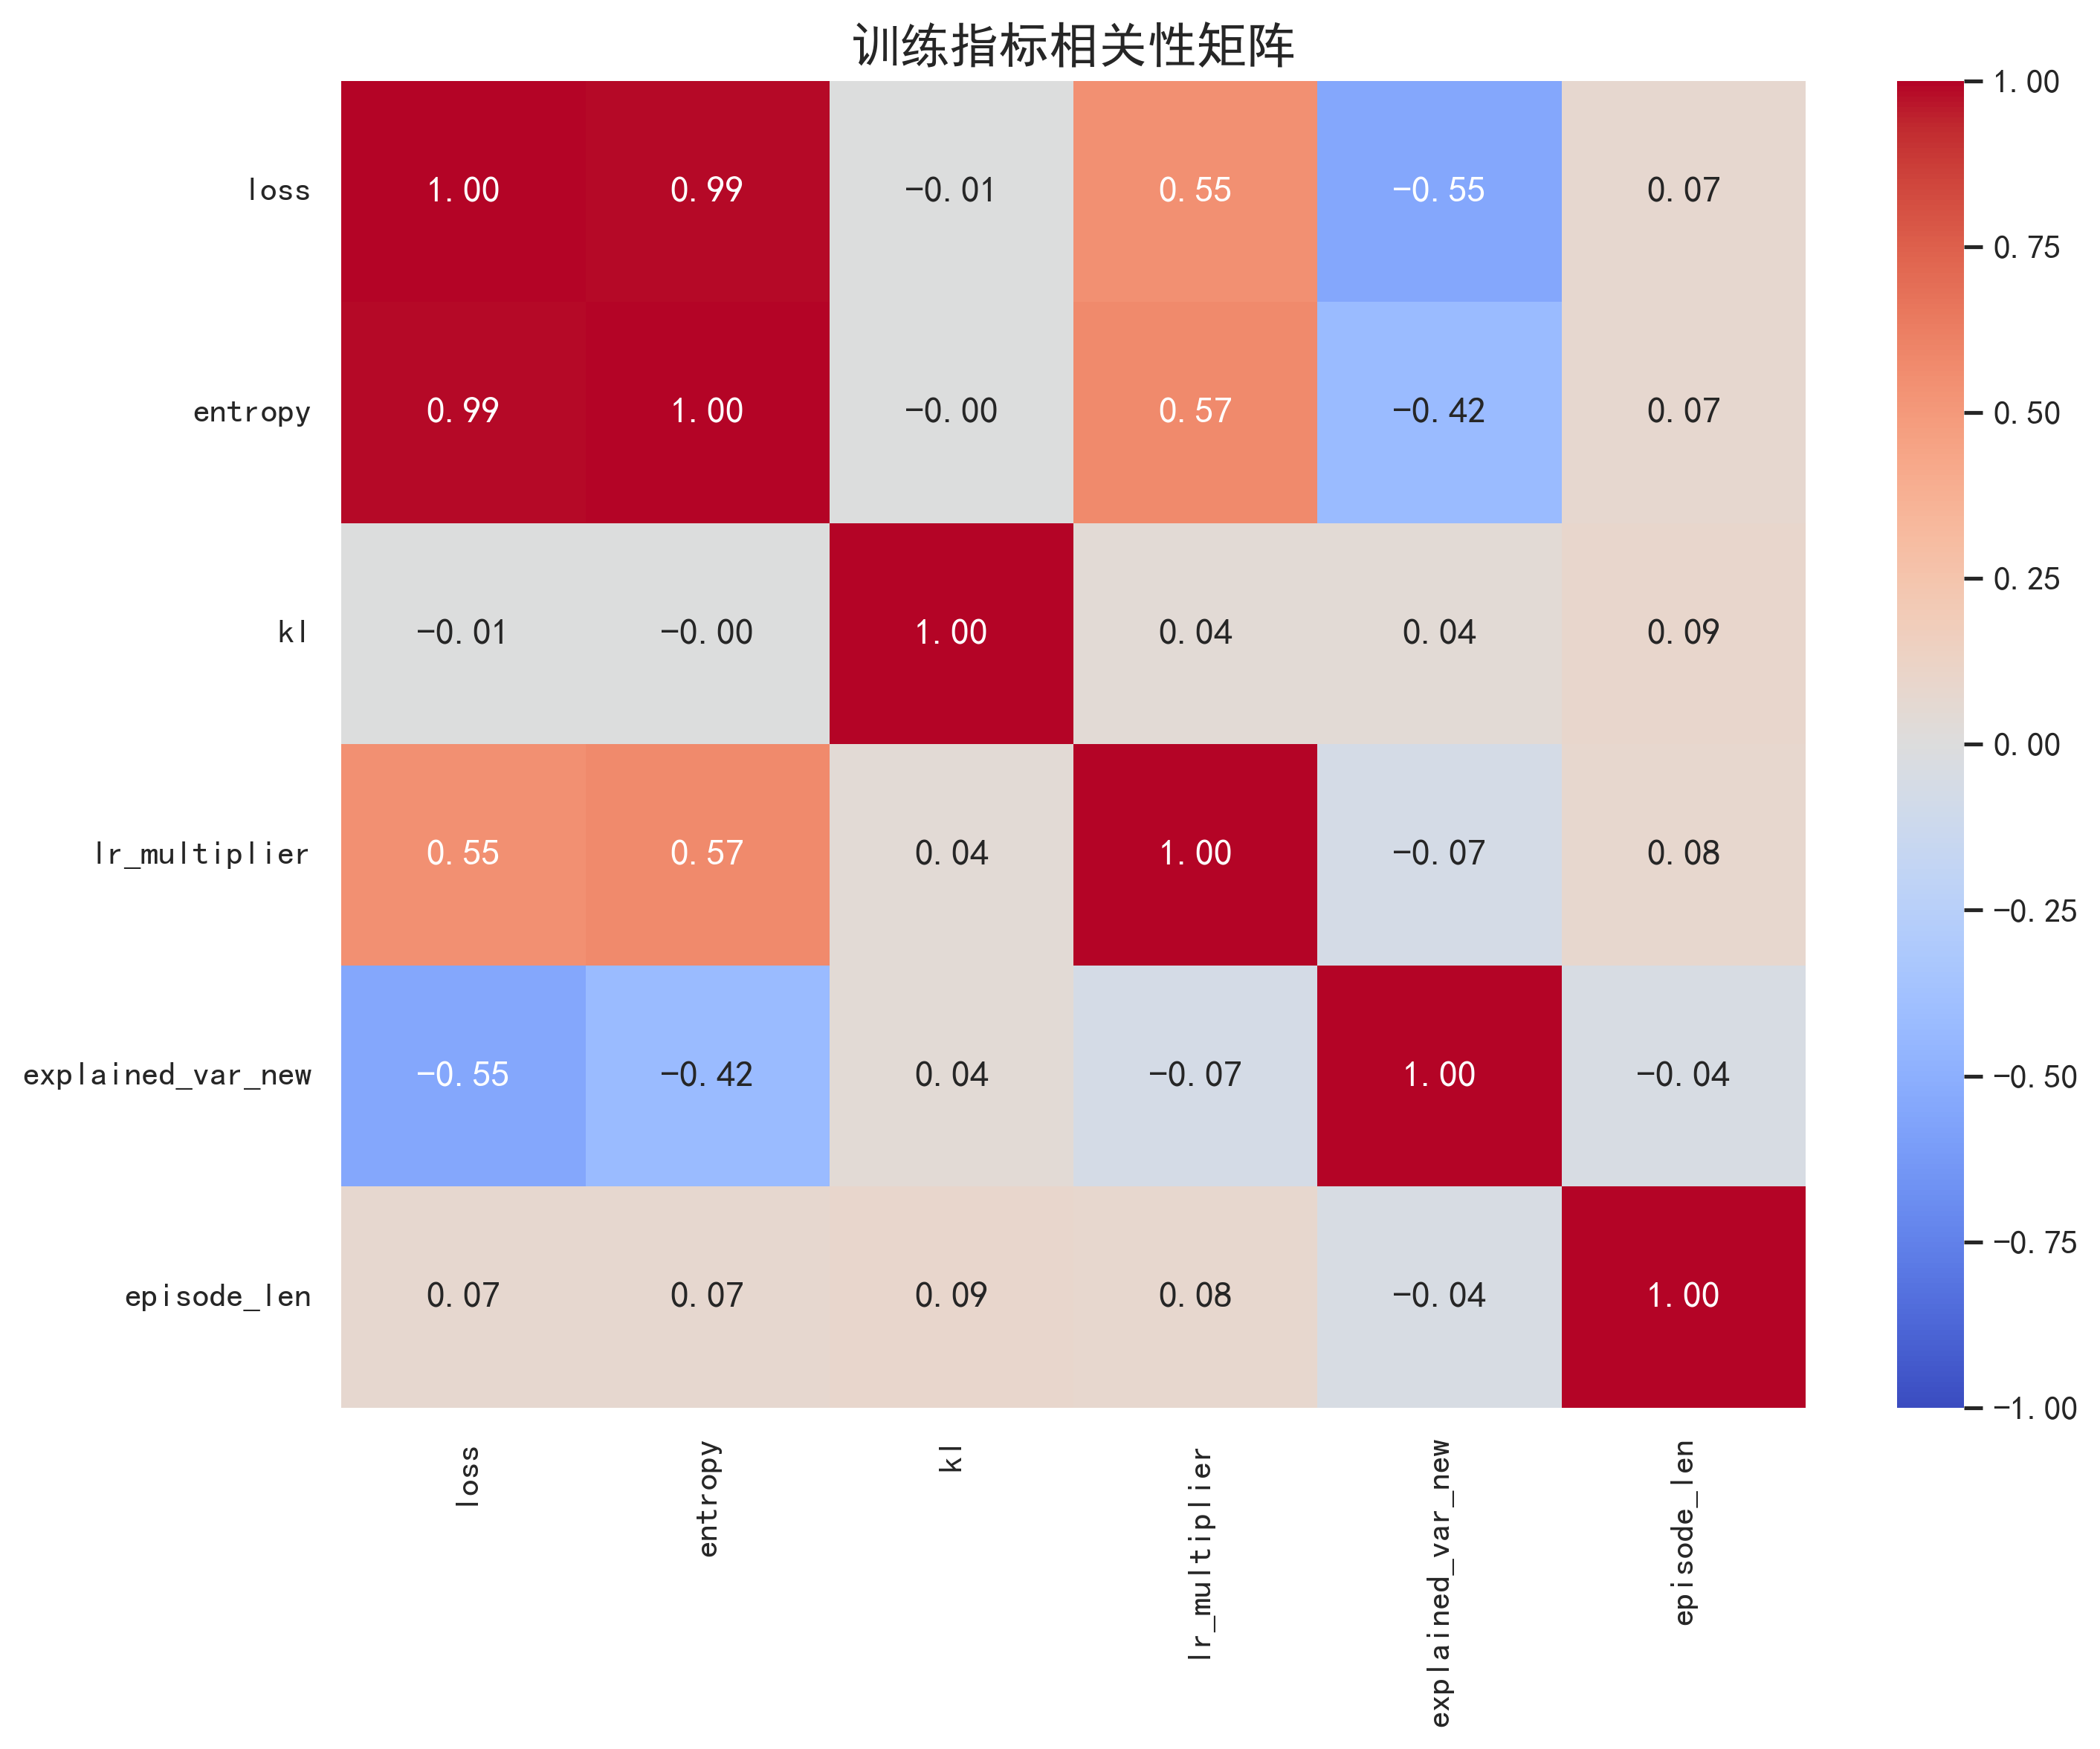 训练指标相关性矩阵
loss 1.00 0.99 −0.01 0.55 −0.55 0.07
entropy 0.99 1.00 −0.00 0.57 −0.42 0.07
kl −0.01 −0.00 1.00 0.04 0.04 0.09
lr_multiplier 0.55 0.57 0.04 1.00 −0.07 0.08
explained_var_new −0.55 −0.42 0.04 −0.07 1.00 −0.04
episode_len 0.07 0.07 0.09 0.08 −0.04 1.00
loss entropy kl lr_multiplier explained_var_new episode_len
1.00
0.75
0.50
0.25
0.00
−0.25
−0.50
−0.75
−1.00